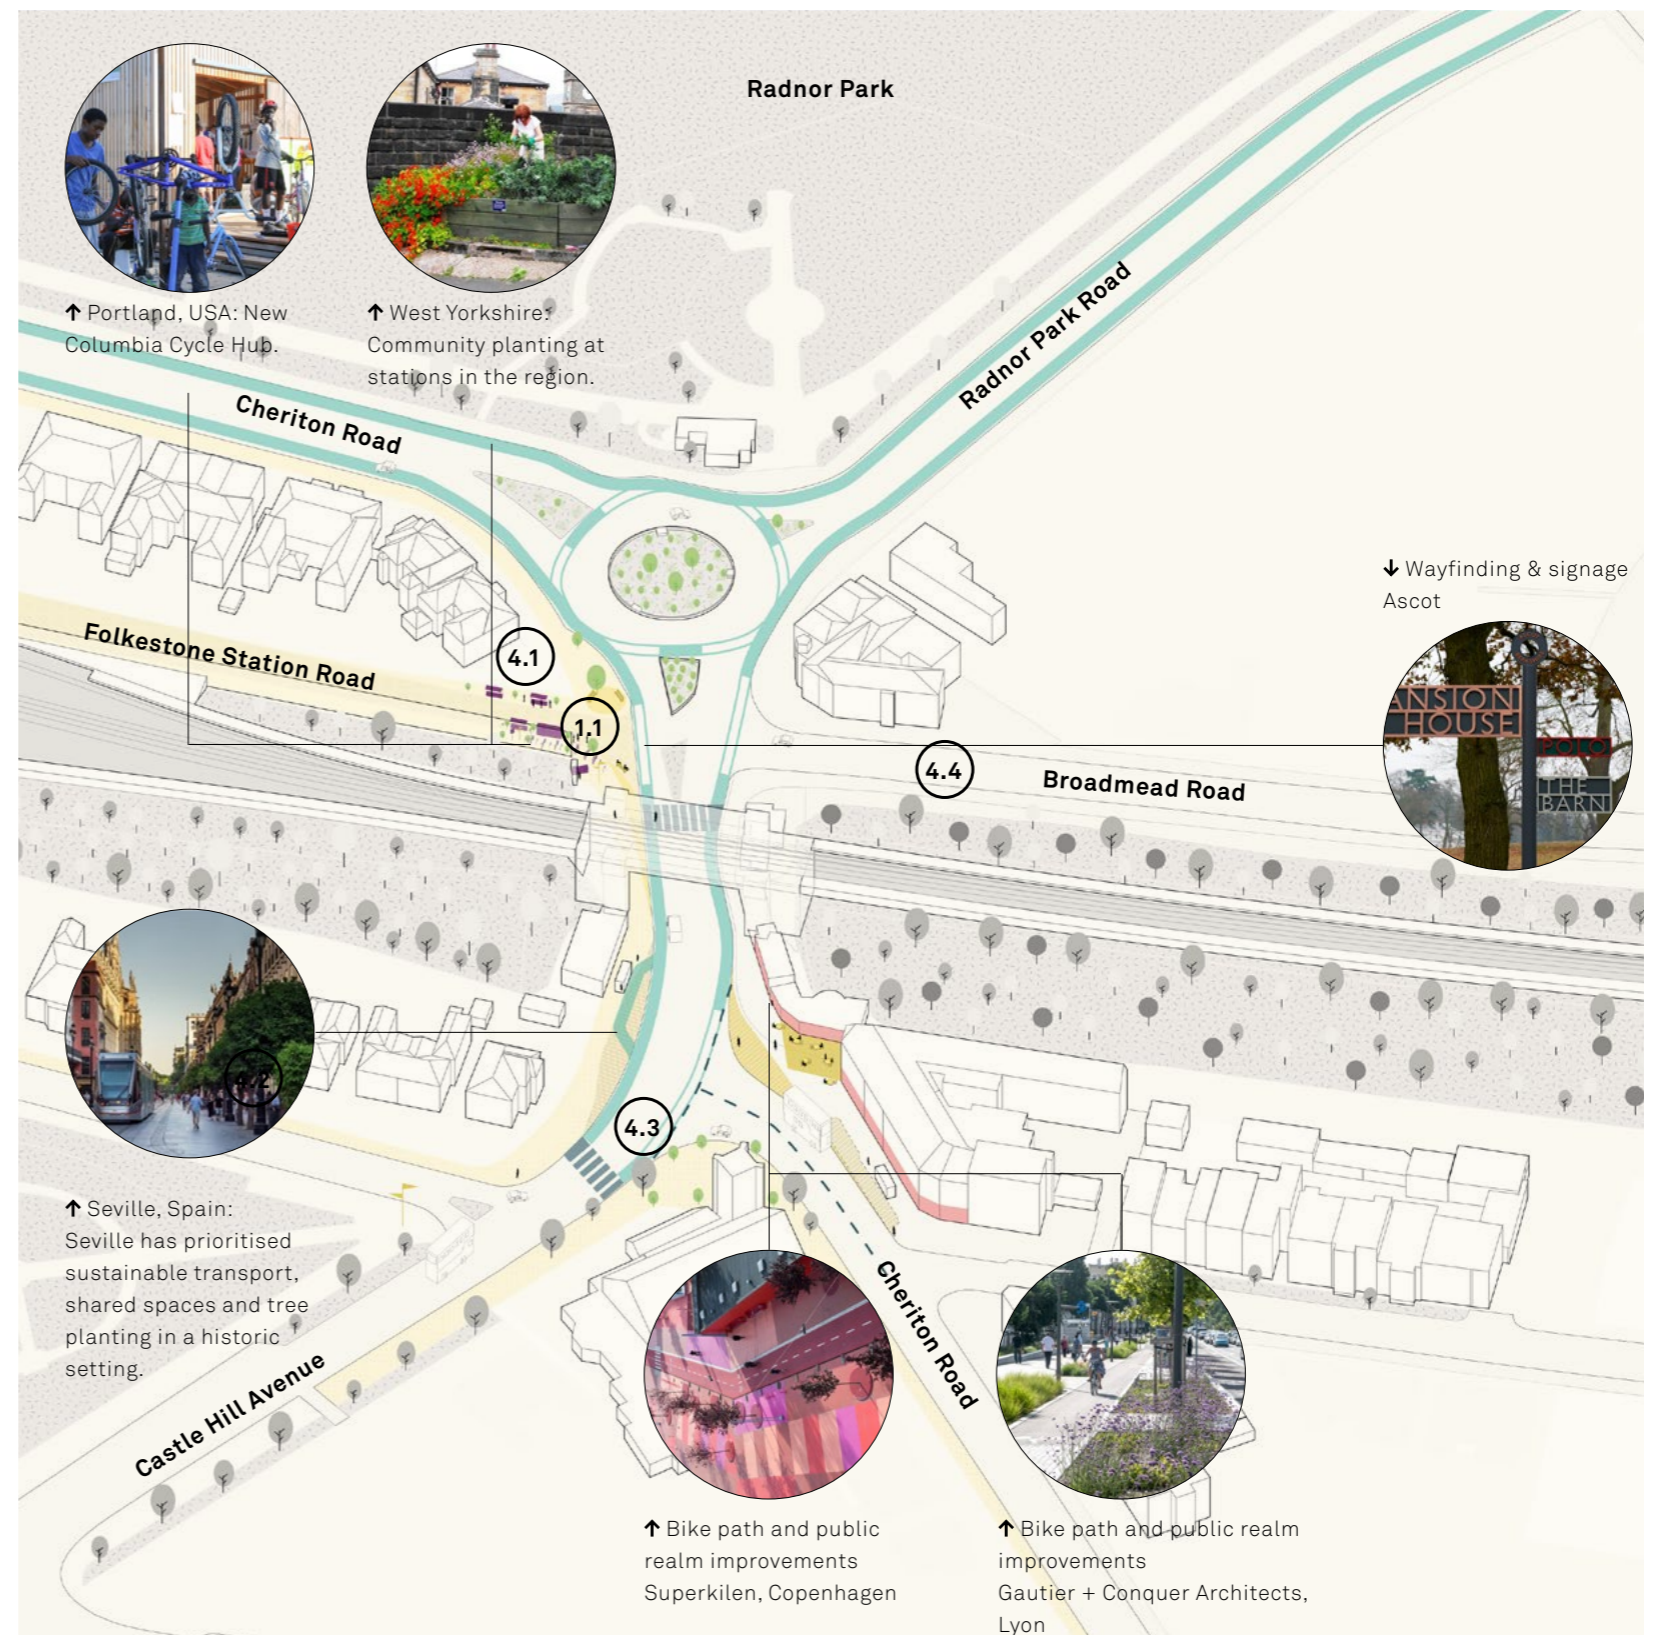 Radnor Park
↑ Portland, USA: New
Columbia Cycle Hub.
↑ West Yorkshire:
Community planting at
stations in the region.
Radnor Park Road
Cheriton Road
↓ Wayfinding & signage
Ascot
Folkestone Station Road
4.1
1.1
ANSION
HOUSE
POLO
THE
BARN
4.4
Broadmead Road
4.2
4.3
↑ Seville, Spain:
Seville has prioritised
sustainable transport,
shared spaces and tree
planting in a historic
setting.
Castle Hill Avenue
Cheriton Road
↑ Bike path and public
realm improvements
Superkilen, Copenhagen
↑ Bike path and public realm
improvements
Gautier + Conquer Architects,
Lyon